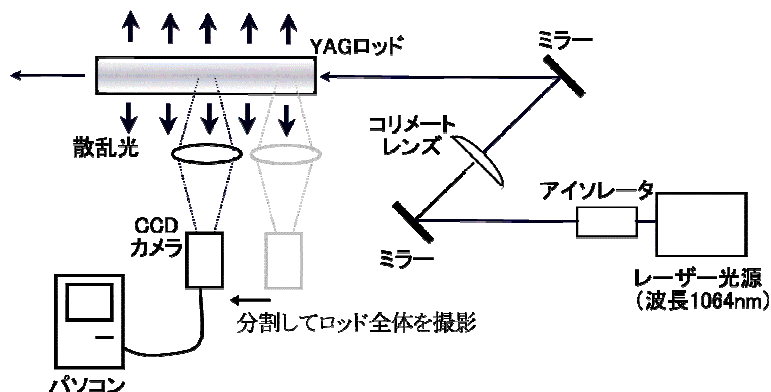 YAGロッド
ミラー
コリメート
レンズ
散乱光
アイソレータ
CCD
カメラ
ミラー
レーザー光源
(波長1064nm)
分割してロッド全体を撮影
パソコン